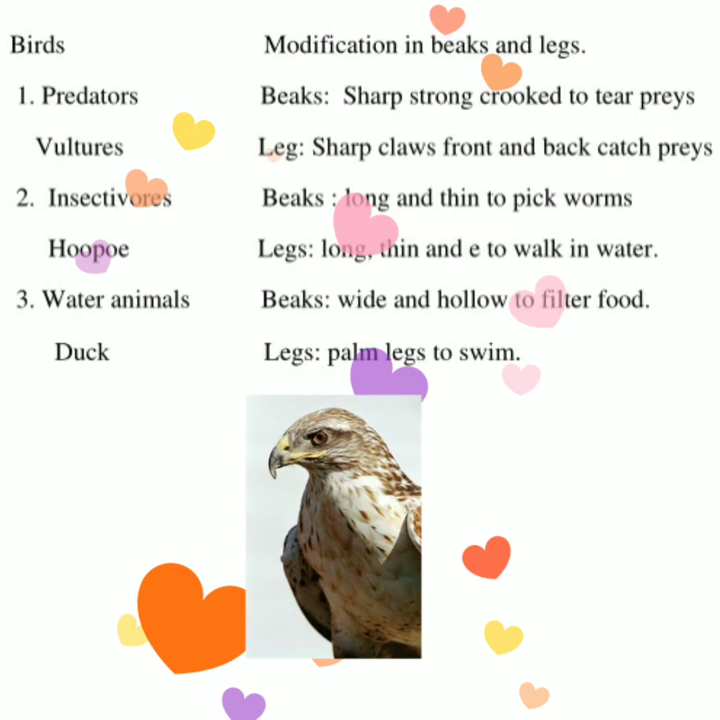 Birds Modification in beaks and legs.
1. Predators Beaks: Sharp strong crooked to tear preys
Vultures Leg: Sharp claws front and back catch preys
2. Insectivores Beaks : long and thin to pick worms
Hoopoe Legs: long, thin and e to walk in water.
3. Water animals Beaks: wide and hollow to filter food.
Duck Legs: palm legs to swim.